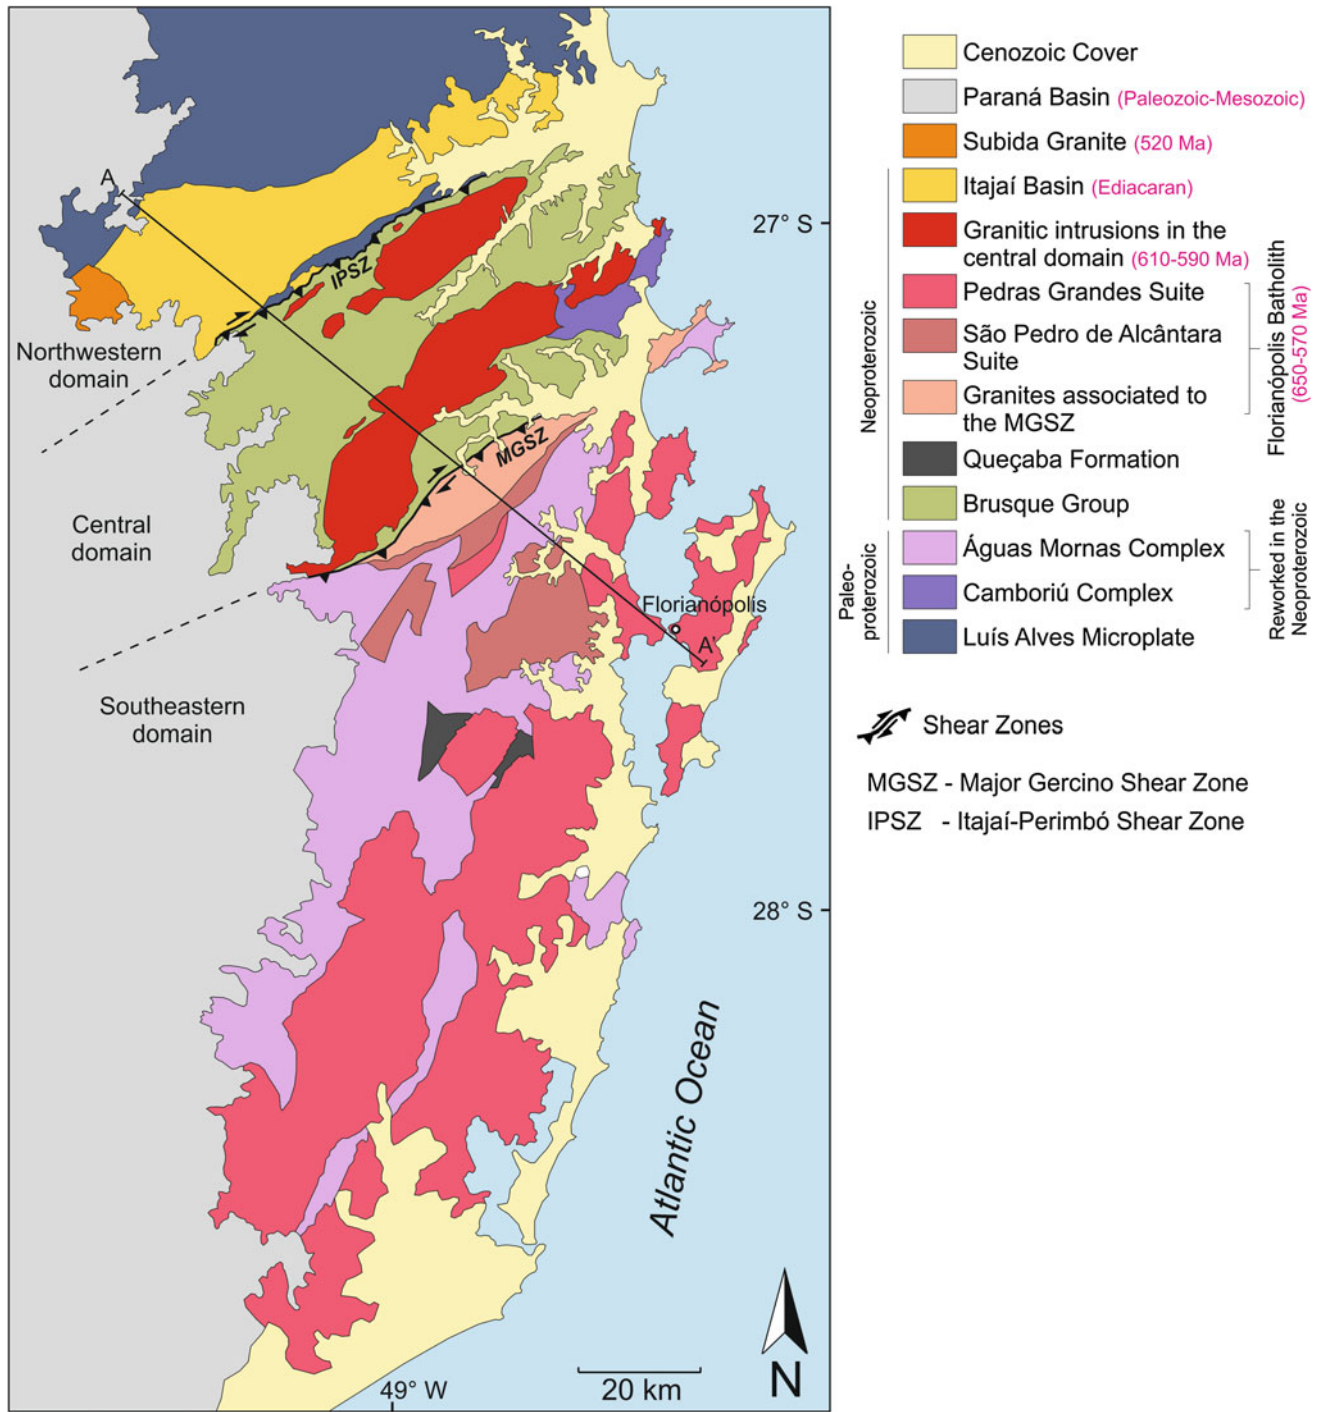 A
IPSZ
27° S
Northwestern
domain
MGSZ
Central
domain
Florianópolis
A'
Southeastern
domain
28° S
Atlantic Ocean
N
20 km
49° W
Cenozoic Cover
Paraná Basin (Paleozoic-Mesozoic)
Subida Granite (520 Ma)
Itajaí Basin (Ediacaran)
Granitic intrusions in the
central domain (610-590 Ma)
Pedras Grandes Suite
São Pedro de Alcântara
Suite
Granites associated to
the MGSZ
Queçaba Formation
Brusque Group
Águas Mornas Complex
Camboriú Complex
Luís Alves Microplate
Neoproterozoic
Paleo-
proterozoic
Florianópolis Batholith
(650-570 Ma)
Reworked in the
Neoproterozoic
Shear Zones
MGSZ - Major Gercino Shear Zone
IPSZ - Itajaí-Perimbó Shear Zone